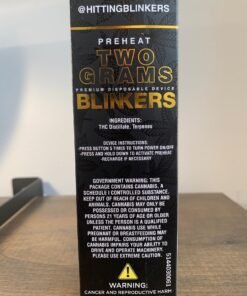 @HITTINGBLINKERS
PREHEAT
TWO
GRAMS
PREMIUM DISPOSABLE DEVICE
BLINKERS
INGREDIENTS:
THC Distillate, Terpenes
DEVICE INSTRUCTIONS:
-PRESS BUTTON 5 TIMES TO TURN POWER ON/OFF
-PRESS AND HOLD DOWN TO ACTIVATE PREHEAT
-RECHARGE IF NECESSARY
GOVERNMENT WARNING: THIS
PACKAGE CONTAINS CANNABIS, A
SCHEDULE I CONTROLLED SUBSTANCE.
KEEP OUT OF REACH OF CHILDREN AND
ANIMALS. CANNABIS MAY ONLY BE
POSSESSED OR CONSUMED BY
PERSONS 21 YEARS OF AGE OR OLDER
UNLESS THE PERSON IS A QUALIFIED
PATIENT. CANNABIS USE WHILE
PREGNANT OR BREASTFEEDING MAY
BE HARMFUL. CONSUMPTION OF
CANNABIS IMPAIRS YOUR ABILITY TO
DRIVE AND OPERATE MACHINERY.
PLEASE USE EXTREME CAUTION.
WARNING:
CANCER AND REPRODUCTIVE HARM